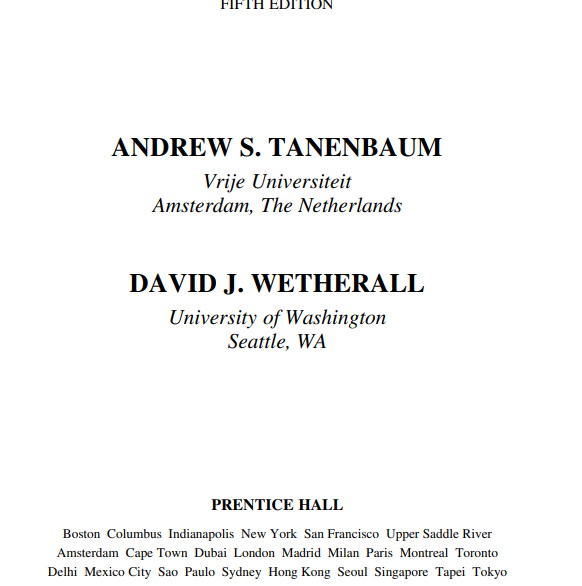 FIFTH EDITION
ANDREW S. TANENBAUM
Vrije Universiteit
Amsterdam, The Netherlands
DAVID J. WETHERALL
University of Washington
Seattle, WA
PRENTICE HALL
Boston Columbus Indianapolis New York San Francisco Upper Saddle River
Amsterdam Cape Town Dubai London Madrid Milan Paris Montreal Toronto
Delhi Mexico City Sao Paulo Sydney Hong Kong Seoul Singapore Tapei Tokyo